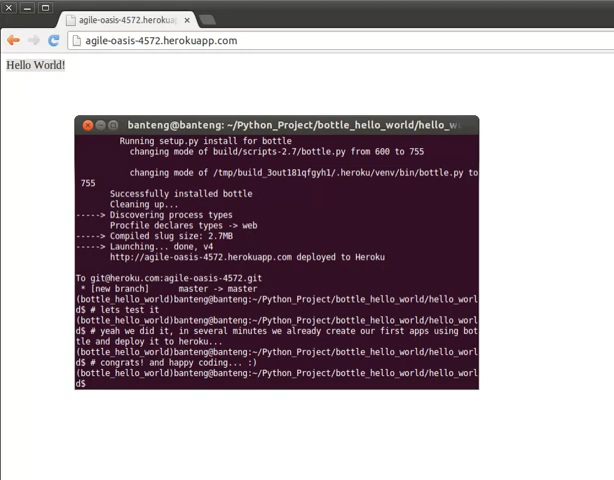 agile-oasis-4572.herokuap
agile-oasis-4572.herokuapp.com
Hello World!
banteng@banteng: ~/Python_Project/bottle_hello_world/hello_w
Running setup.py install for bottle
changing mode of build/scripts-2.7/bottle.py from 600 to 755
changing mode of /tmp/build_3out181qfgyh1/.heroku/venv/bin/bottle.py to
755
Successfully installed bottle
Cleaning up...
-----> Discovering process types
Procfile declares types -> web
-----> Compiled slug size: 2.7MB
-----> Launching... done, v4
http://agile-oasis-4572.herokuapp.com deployed to Heroku
To git@heroku.com:agile-oasis-4572.git
* [new branch] master -> master
(bottle_hello_world)banteng@banteng:~/Python_Project/bottle_hello_world/hello_worl
d$ # lets test it
(bottle_hello_world)banteng@banteng:~/Python_Project/bottle_hello_world/hello_worl
d$ # yeah we did it, in several minutes we already create our first apps using bot
tle and deploy it to heroku...
(bottle_hello_world)banteng@banteng:~/Python_Project/bottle_hello_world/hello_worl
d$ # congrats! and happy coding... :)
(bottle_hello_world)banteng@banteng:~/Python_Project/bottle_hello_world/hello_worl
d$